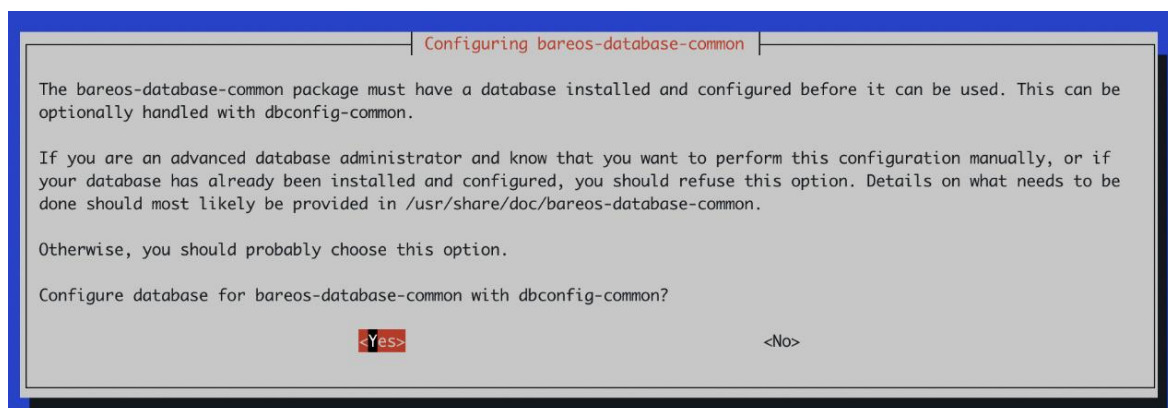 Configuring bareos-database-common
The bareos-database-common package must have a database installed and configured before it can be used. This can be
optionally handled with dbconfig-common.
If you are an advanced database administrator and know that you want to perform this configuration manually, or if
your database has already been installed and configured, you should refuse this option. Details on what needs to be
done should most likely be provided in /usr/share/doc/bareos-database-common.
Otherwise, you should probably choose this option.
Configure database for bareos-database-common with dbconfig-common?
<Yes> <No>